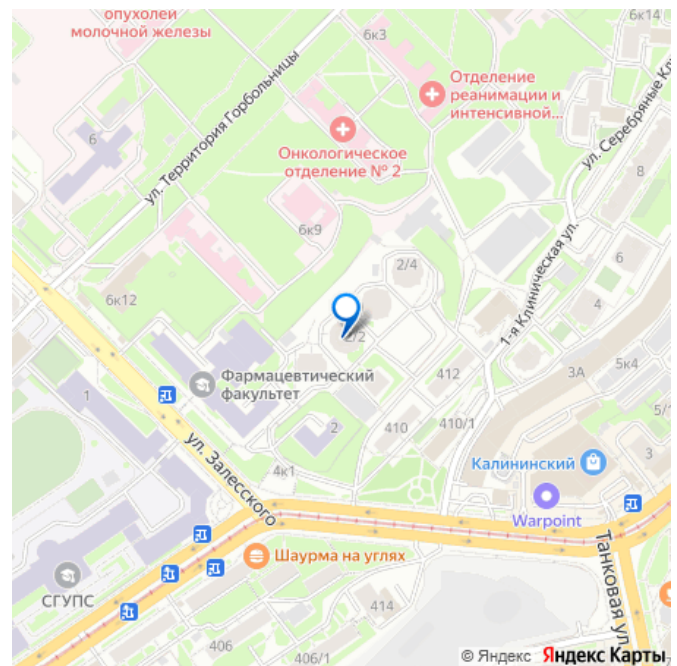 опухолей
молочной железы
6к3
6к14
Отделение
реанимации и
интенсивной...
ул. Территория Горбольницы
6
Онкологическое
отделение № 2
ул. Серебряные Кл
8
6к9
2/4
1-я Клиническая ул.
6
6к12
4
2/2
3А
5к4
Фармацевтический
факультет
412
1
2
410
410/1
5/1
ул. Залесского
4к1
Калининский
3
Warpoint
Шаурма на углях
Танковая ул.
СГУПС
414
406
406/1
© Яндекс Яндекс Карты